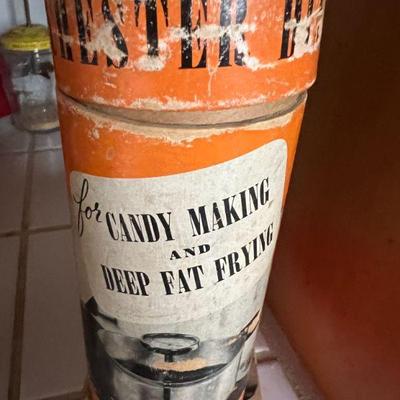 for CANDY MAKING
AND
DEEP FAT FRYING